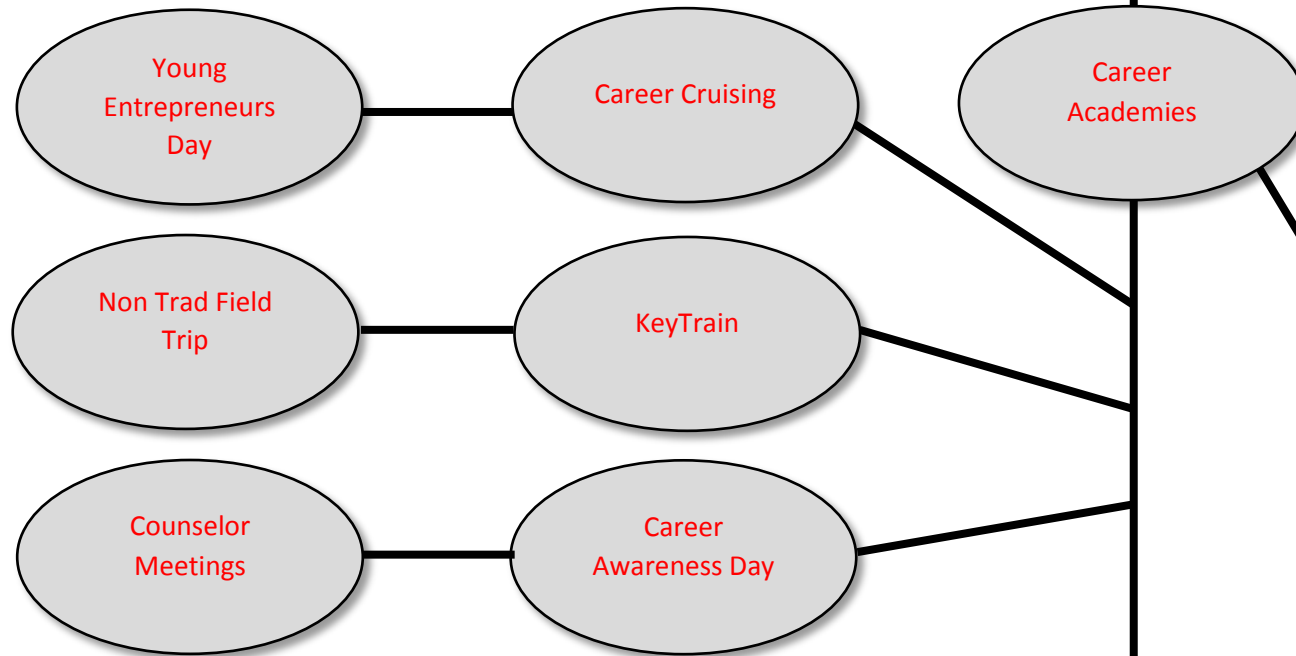 Young
Entrepreneurs
Day
Career Cruising
Career
Academies
Non Trad Field
Trip
KeyTrain
Counselor
Meetings
Career
Awareness Day